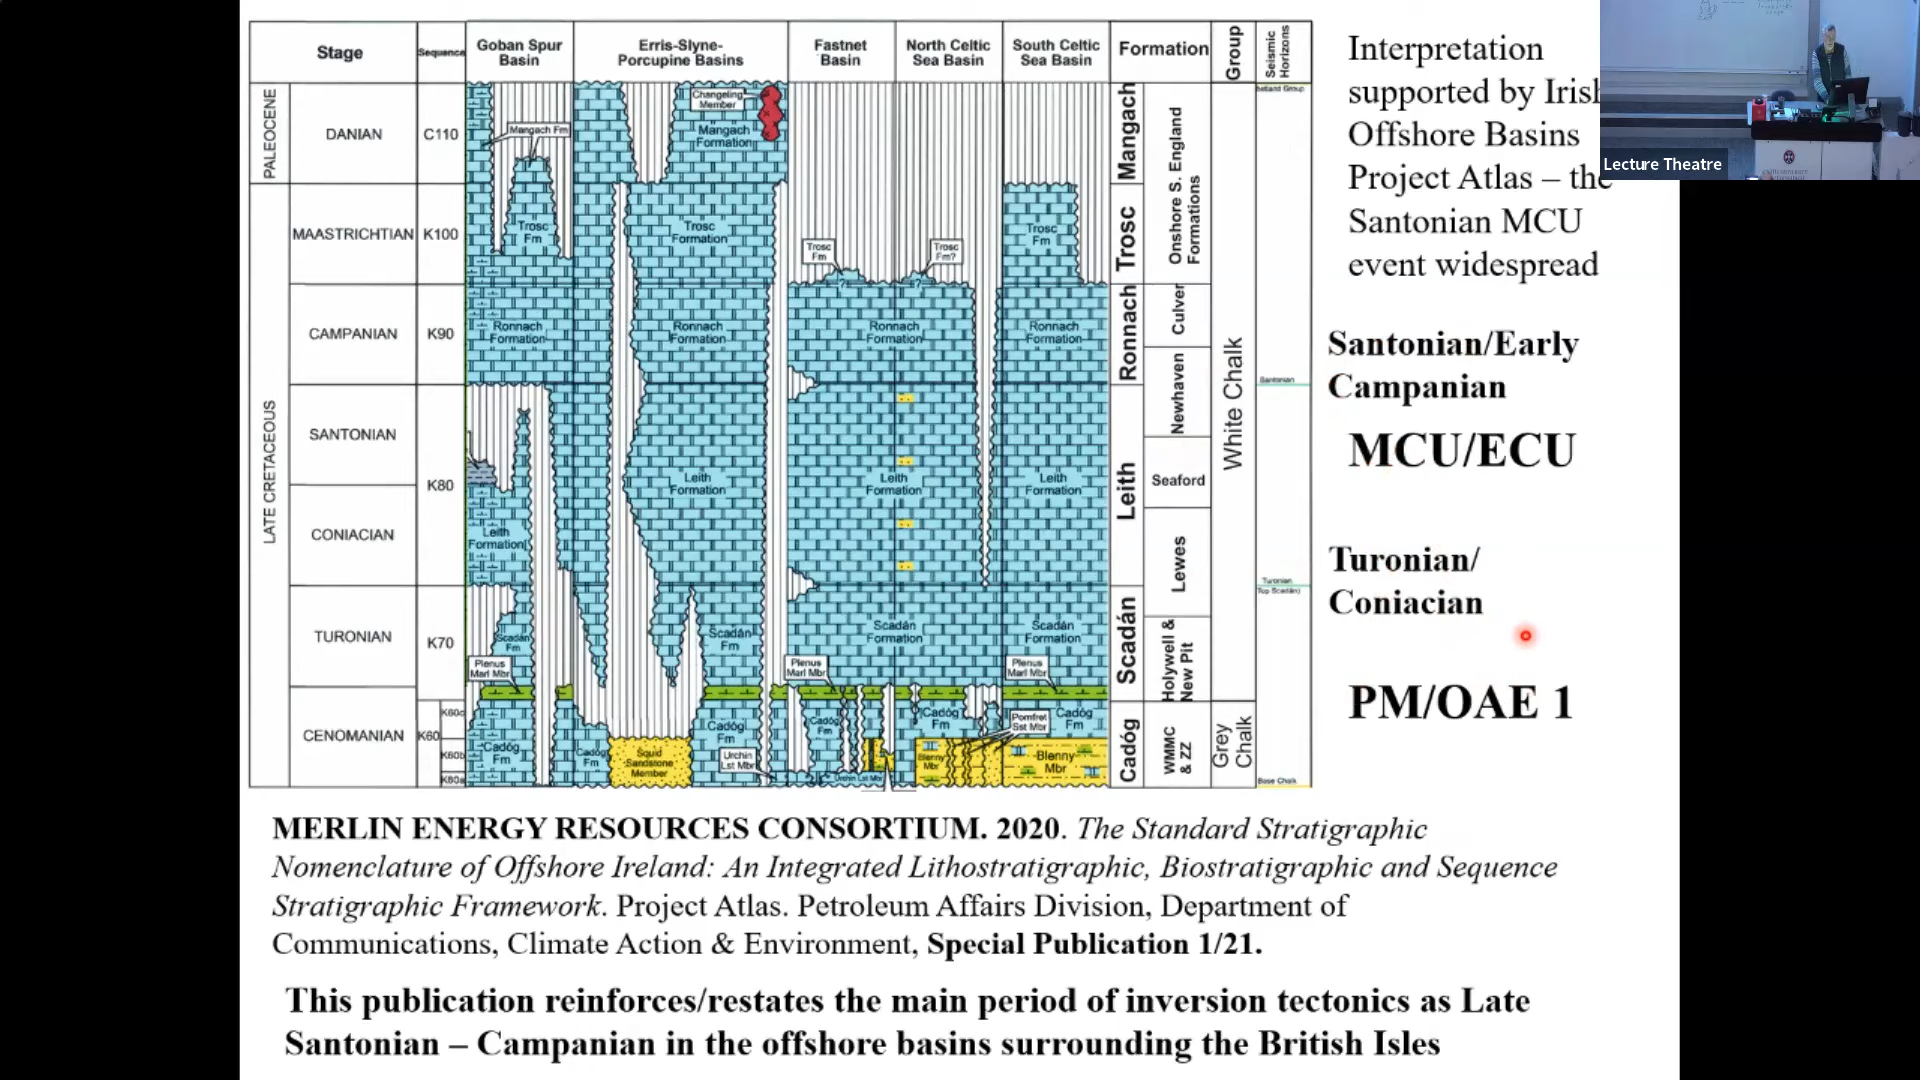 Stage
Sequence
Goban Spur
Basin
Erris-Slyne-
Porcupine Basins
Fastnet
Basin
North Celtic
Sea Basin
South Celtic
Sea Basin
Formation
Group
Seismic
Horizons
PALEOCENE
LATE CRETACEOUS
DANIAN
C110
MAASTRICHTIAN
K100
CAMPANIAN
K90
SANTONIAN
K80
CONIACIAN
TURONIAN
K70
CENOMANIAN
K60
K60c
K60b
K60a
Mangach Fm
Changeling
Member
Mangach
Formation
Trosc
Fm
Trosc
Formation
Trosc
Fm
Trosc
Fm?
Trosc
Fm
?
?
Ronnach
Formation
Ronnach
Formation
Ronnach
Formation
Ronnach
Formation
Leith
Formation
Leith
Formation
Leith
Formation
Leith
Formation
Scadán
Fm
Scadán
Fm
Scadán
Formation
Scadán
Formation
Plenus
Marl Mbr
Plenus
Marl Mbr
Plenus
Marl Mbr
Cadóg
Fm
Cadóg
Fm
Squid
Sandstone
Member
Cadóg
Fm
Urchin
Lst Mbr
Cadóg
Fm
Urchin Lst Mbr
Cadóg
Fm
Blenny
Mbr
Pomfret
Sst Mbr
Cadóg
Fm
Blenny
Mbr
Mangach
Trosc
Ronnach
Leith
Scadán
Cadóg
Onshore S. England
Formations
Culver
Newhaven
Seaford
Lewes
Holywell &
New Pit
WMMC
& ZZ
White Chalk
Grey
Chalk
Santonian
Turonian
Top Scadán
Base Chalk
Interpretation
supported by Irish
Offshore Basins
Project Atlas – the
Santonian MCU
event widespread
Lecture Theatre
Santonian/Early
Campanian
MCU/ECU
Turonian/
Coniacian
PM/OAE 1
MERLIN ENERGY RESOURCES CONSORTIUM. 2020. The Standard Stratigraphic
Nomenclature of Offshore Ireland: An Integrated Lithostratigraphic, Biostratigraphic and Sequence
Stratigraphic Framework. Project Atlas. Petroleum Affairs Division, Department of
Communications, Climate Action & Environment, Special Publication 1/21.
This publication reinforces/restates the main period of inversion tectonics as Late
Santonian – Campanian in the offshore basins surrounding the British Isles